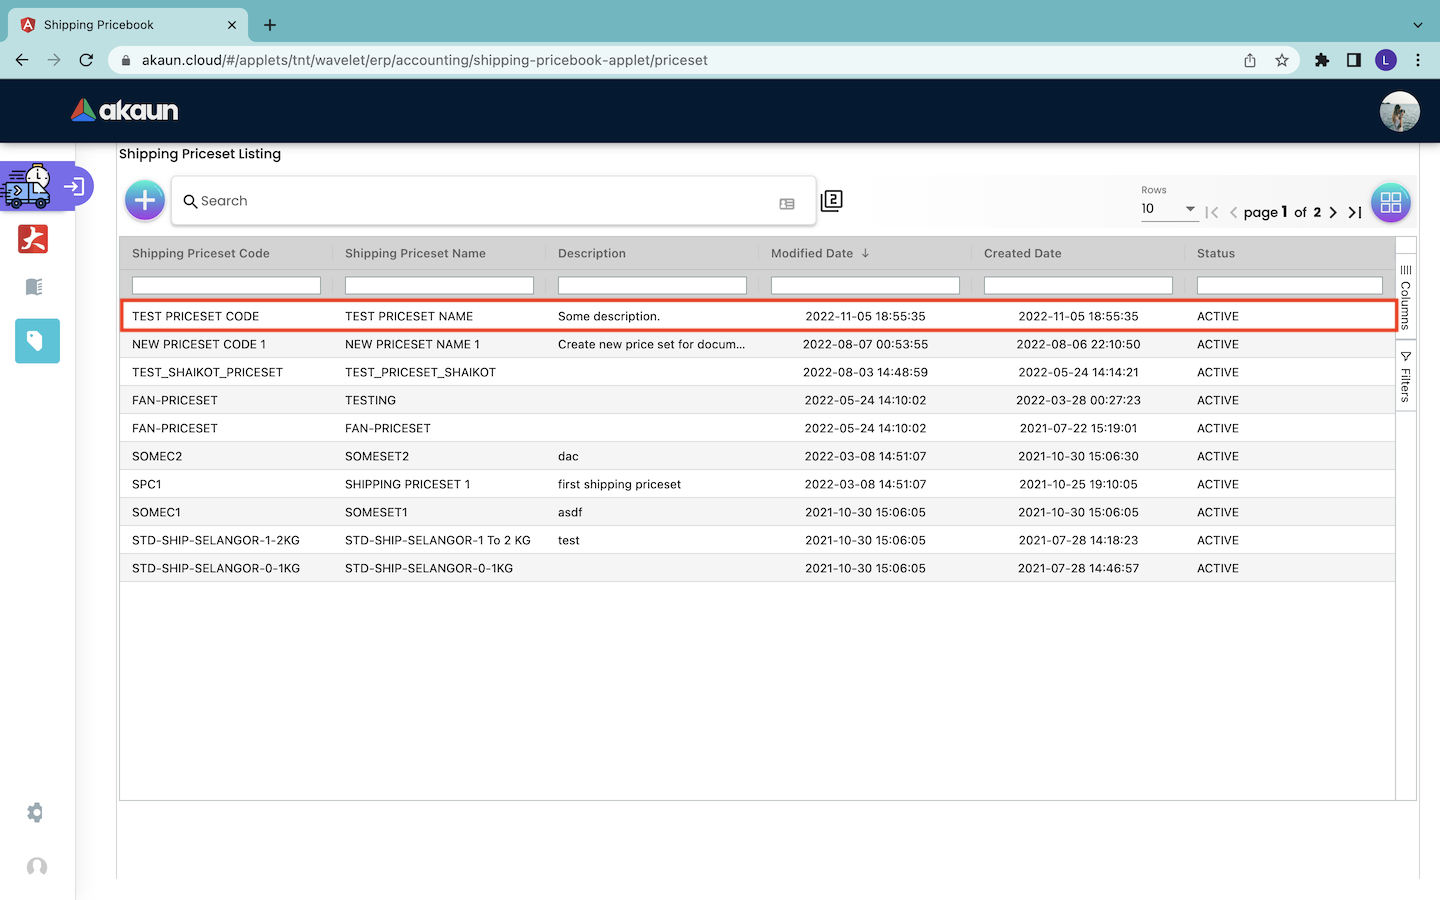 Shipping Pricebook
akaun.cloud/#/applets/tnt/wavelet/erp/accounting/shipping-pricebook-applet/priceset
L
akaun
Shipping Priceset Listing
Search
2
Rows
10
page 1 of 2
Shipping Priceset Code Shipping Priceset Name Description Modified Date Created Date Status
TEST PRICESET CODE TEST PRICESET NAME Some description. 2022-11-05 18:55:35 2022-11-05 18:55:35 ACTIVE
NEW PRICESET CODE 1 NEW PRICESET NAME 1 Create new price set for docum... 2022-08-07 00:53:55 2022-08-06 22:10:50 ACTIVE
TEST_SHAIKOT_PRICESET TEST_PRICESET_SHAIKOT 2022-08-03 14:48:59 2022-05-24 14:14:21 ACTIVE
FAN-PRICESET TESTING 2022-05-24 14:10:02 2022-03-28 00:27:23 ACTIVE
FAN-PRICESET FAN-PRICESET 2022-05-24 14:10:02 2021-07-22 15:19:01 ACTIVE
SOMEC2 SOMESET2 dac 2022-03-08 14:51:07 2021-10-30 15:06:30 ACTIVE
SPC1 SHIPPING PRICESET 1 first shipping priceset 2022-03-08 14:51:07 2021-10-25 19:10:05 ACTIVE
SOMEC1 SOMESET1 asdf 2021-10-30 15:06:05 2021-10-30 15:06:05 ACTIVE
STD-SHIP-SELANGOR-1-2KG STD-SHIP-SELANGOR-1 To 2 KG test 2021-10-30 15:06:05 2021-07-28 14:18:23 ACTIVE
STD-SHIP-SELANGOR-0-1KG STD-SHIP-SELANGOR-0-1KG 2021-10-30 15:06:05 2021-07-28 14:46:57 ACTIVE
Columns
Filters